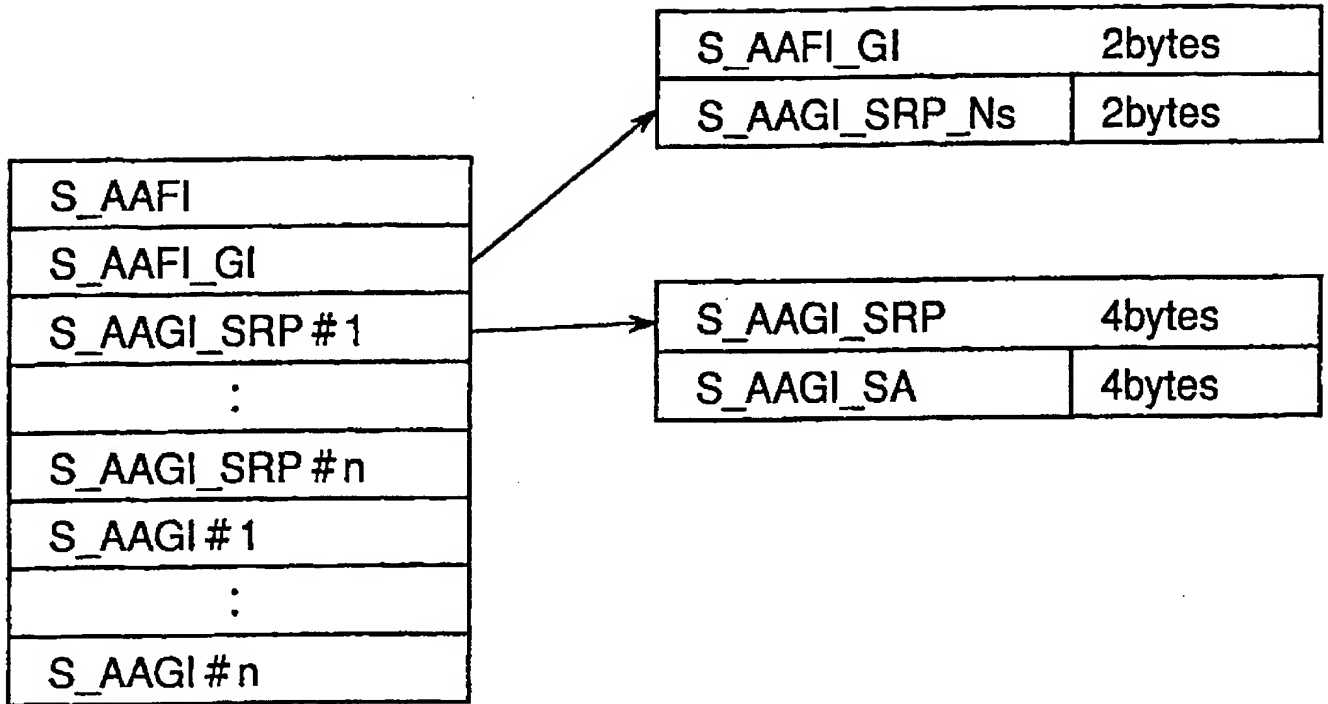 S_AAFI_GI 2bytes
S_AAGI_SRP_Ns 2bytes
S_AAFI
S_AAFI_GI
S_AAGI_SRP#1
:
S_AAGI_SRP#n
S_AAGI#1
:
S_AAGI#n
S_AAGI_SRP 4bytes
S_AAGI_SA 4bytes